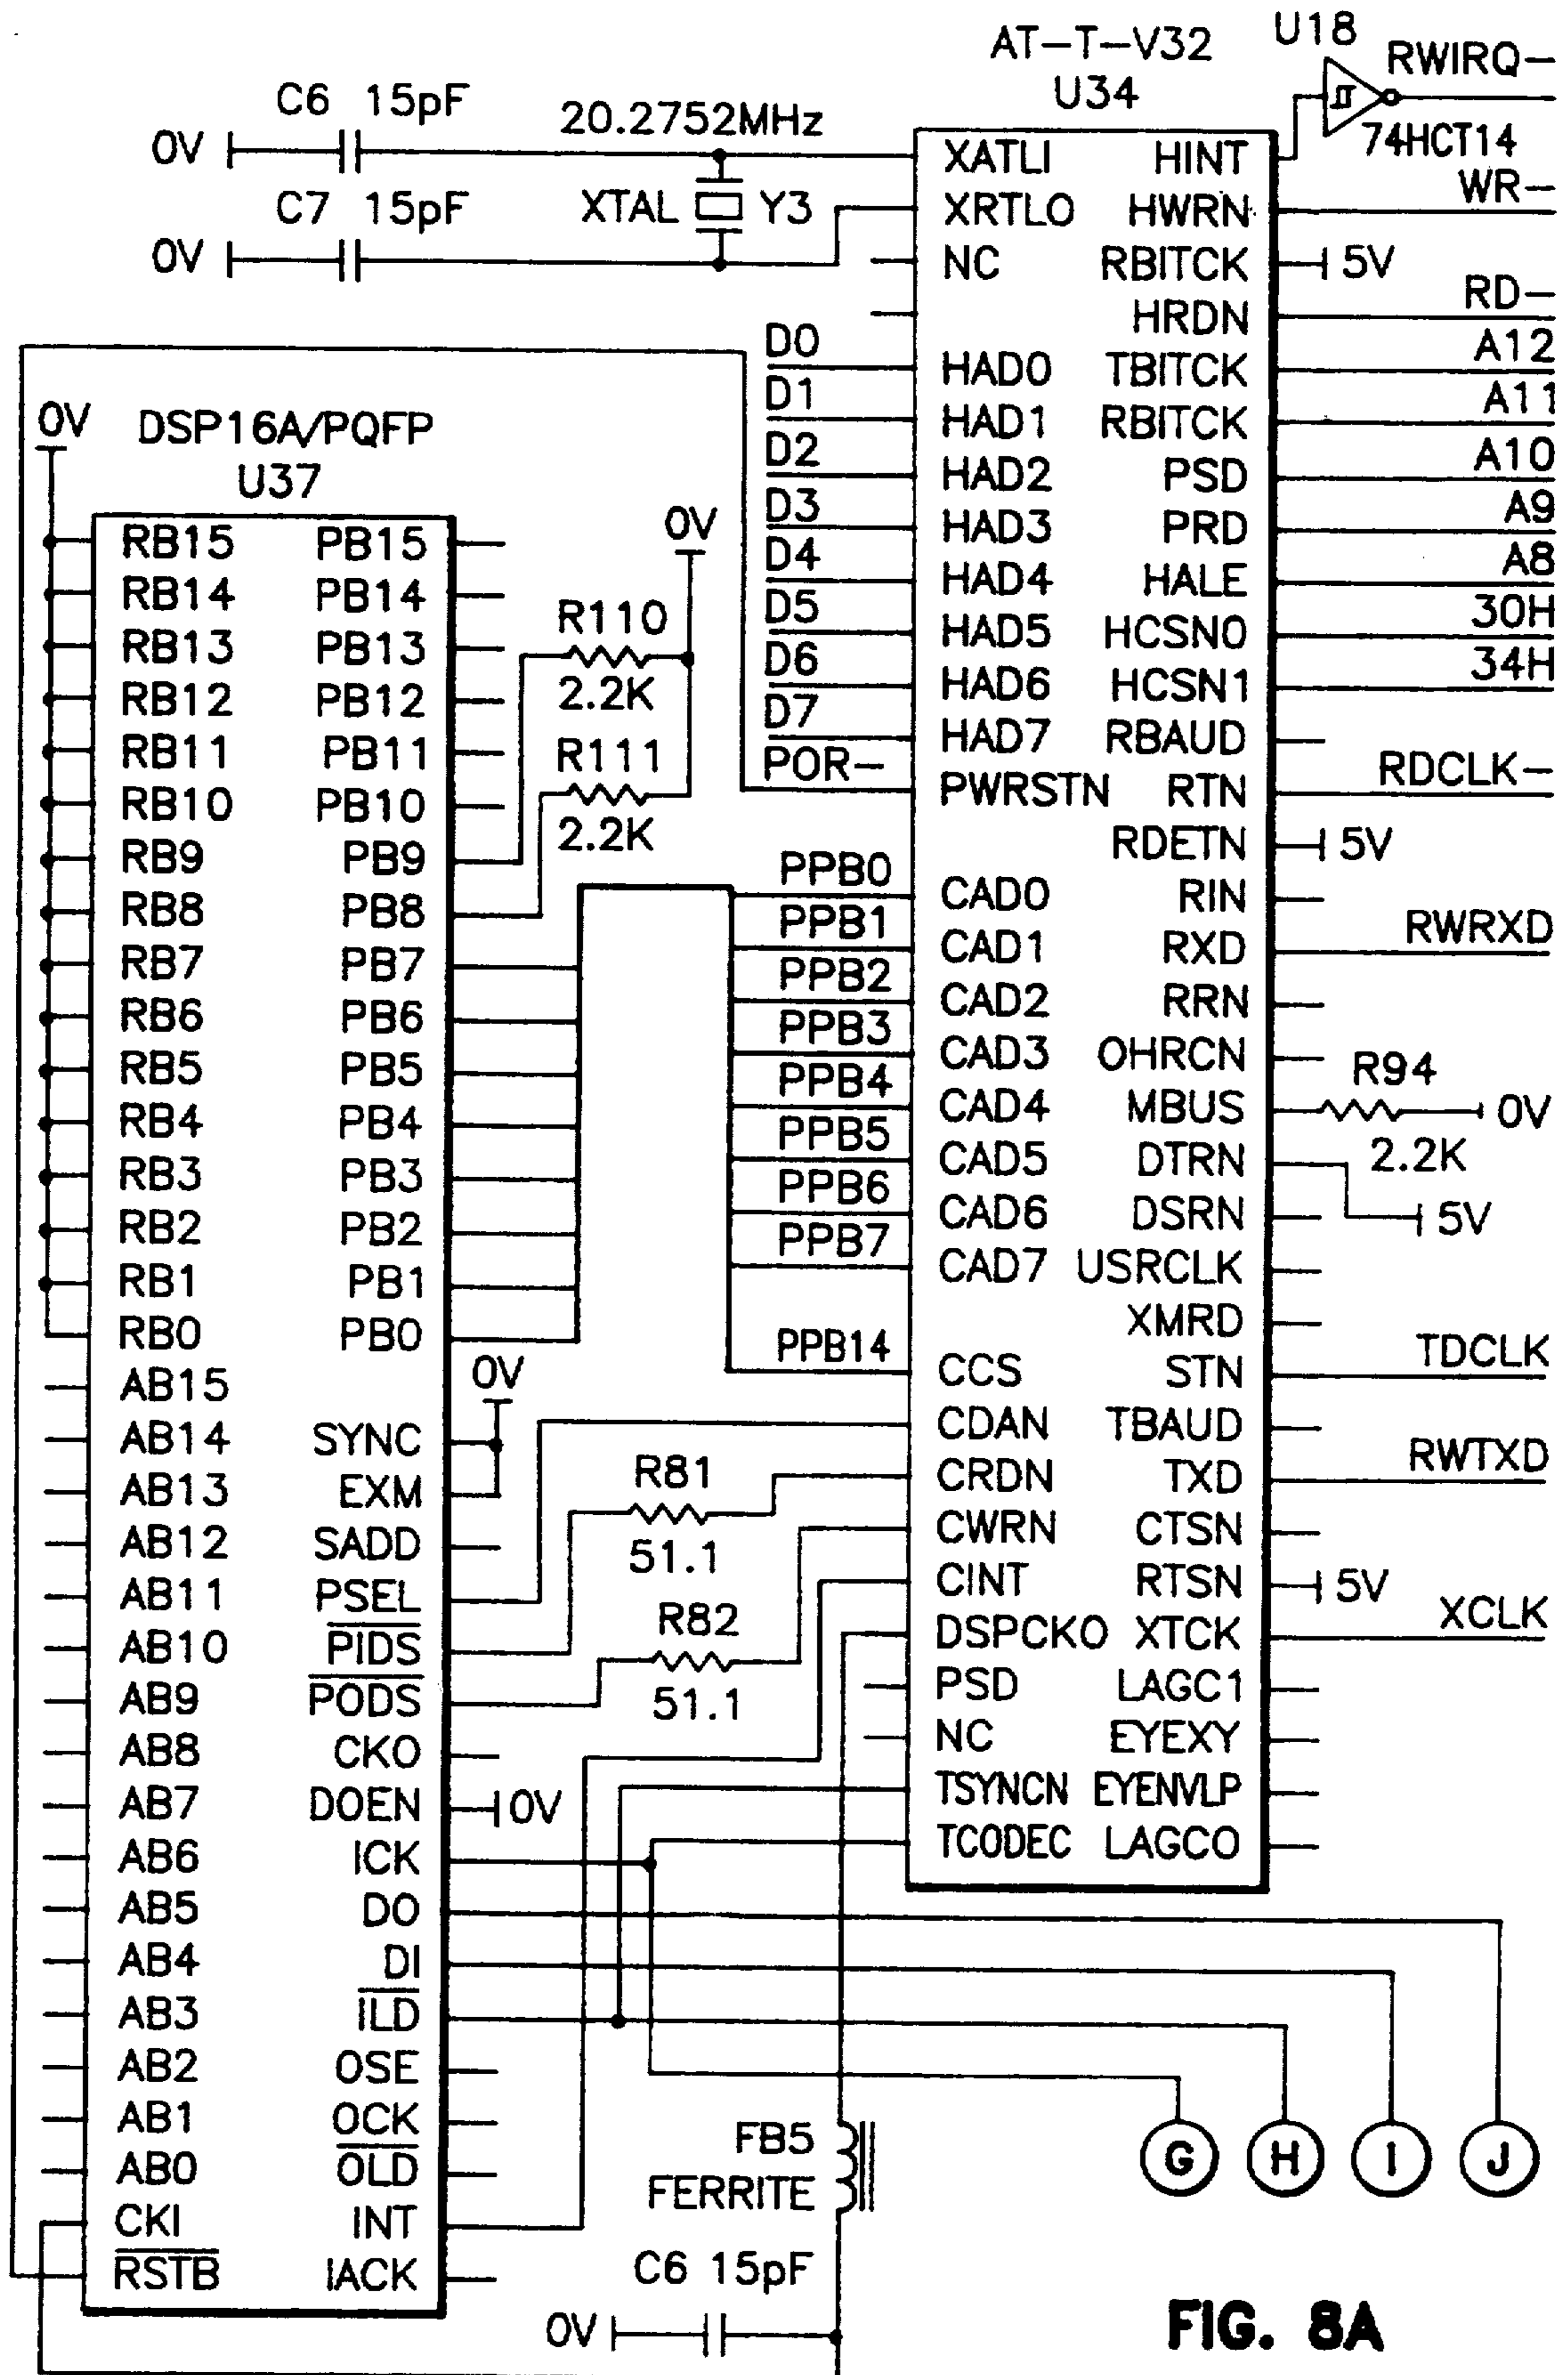 AT-T-V32
U34
U18
RWIRQ-
74HCT14
C6 15pF
20.2752MHz
0V
C7 15pF
XTAL Y3
0V
XATLI HINT
XRTLO HWRN WR-
NC RBITCK 5V
HRDN RD-
D0 HAD0 TBITCK A12
D1 HAD1 RBITCK A11
D2 HAD2 PSD A10
D3 HAD3 PRD A9
D4 HAD4 HALE A8
D5 HAD5 HCSN0 30H
D6 HAD6 HCSN1 34H
D7 HAD7 RBAUD
POR- PWRSTN RTN RDCLK-
RDETN 5V
PPB0 CAD0 RIN
PPB1 CAD1 RXD RWRXD
PPB2 CAD2 RRN
PPB3 CAD3 OHRCN
PPB4 CAD4 MBUS R94 2.2K 0V
PPB5 CAD5 DTRN 5V
PPB6 CAD6 DSRN
PPB7 CAD7 USRCLK
XMRD
PPB14 CCS STN TDCLK
CDAN TBAUD
CRDN TXD RWTXD
CWRN CTSN
CINT RTSN 5V
DSPCKO XTCK XCLK
PSD LAGC1
NC EYEXY
TSYNCN EYENVLP
TCODEC LAGCO
0V
DSP16A/PQFP
U37
RB15 PB15
RB14 PB14
RB13 PB13
RB12 PB12
RB11 PB11
RB10 PB10
RB9 PB9
RB8 PB8
RB7 PB7
RB6 PB6
RB5 PB5
RB4 PB4
RB3 PB3
RB2 PB2
RB1 PB1
RB0 PB0
AB15
AB14 SYNC
AB13 EXM
AB12 SADD
AB11 PSEL
AB10 PIDS
AB9 PODS
AB8 CKO
AB7 DOEN 0V
AB6 ICK
AB5 DO
AB4 DI
AB3 ILD
AB2 OSE
AB1 OCK
AB0 OLD
CKI INT
RSTB IACK
0V
R110
2.2K
R111
2.2K
0V
R81
51.1
R82
51.1
FB5
FERRITE
C6 15pF
0V
G H I J
FIG. 8A